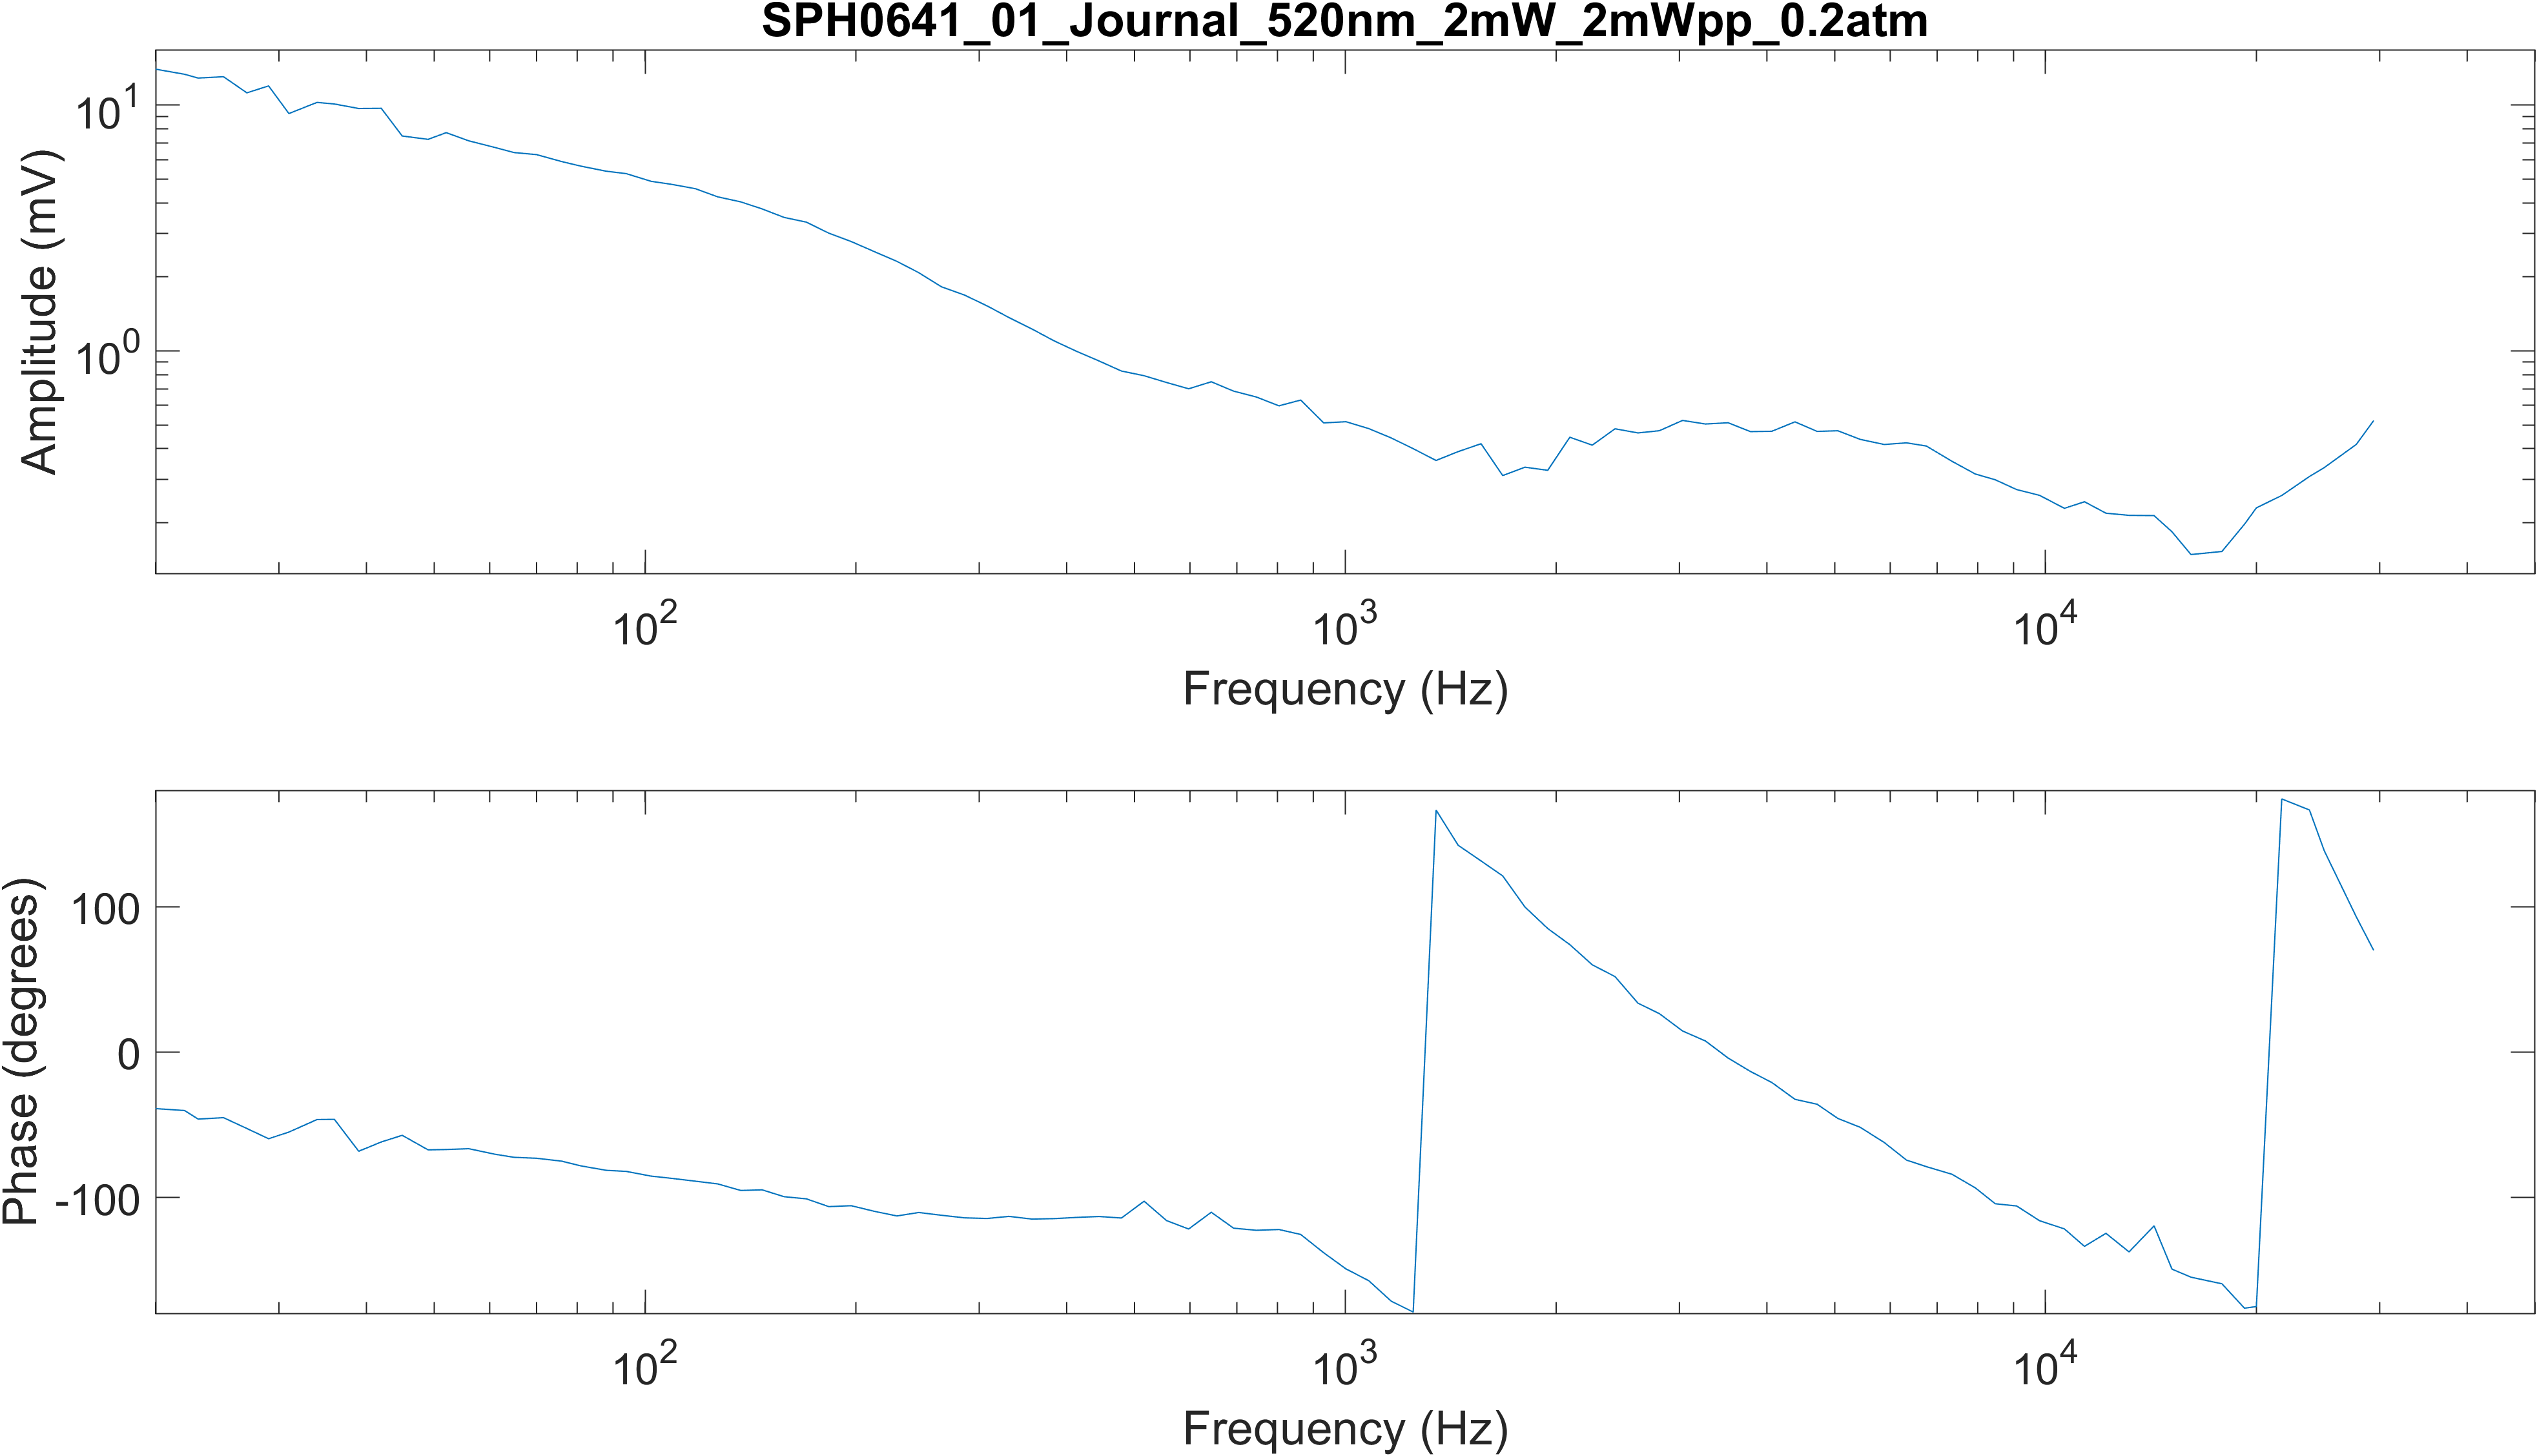 SPH0641_01_Journal_520nm_2mW_2mWpp_0.2atm
Amplitude (mV)
10^1
10^0
10^2
10^3
10^4
Frequency (Hz)
Phase (degrees)
100
0
-100
10^2
10^3
10^4
Frequency (Hz)